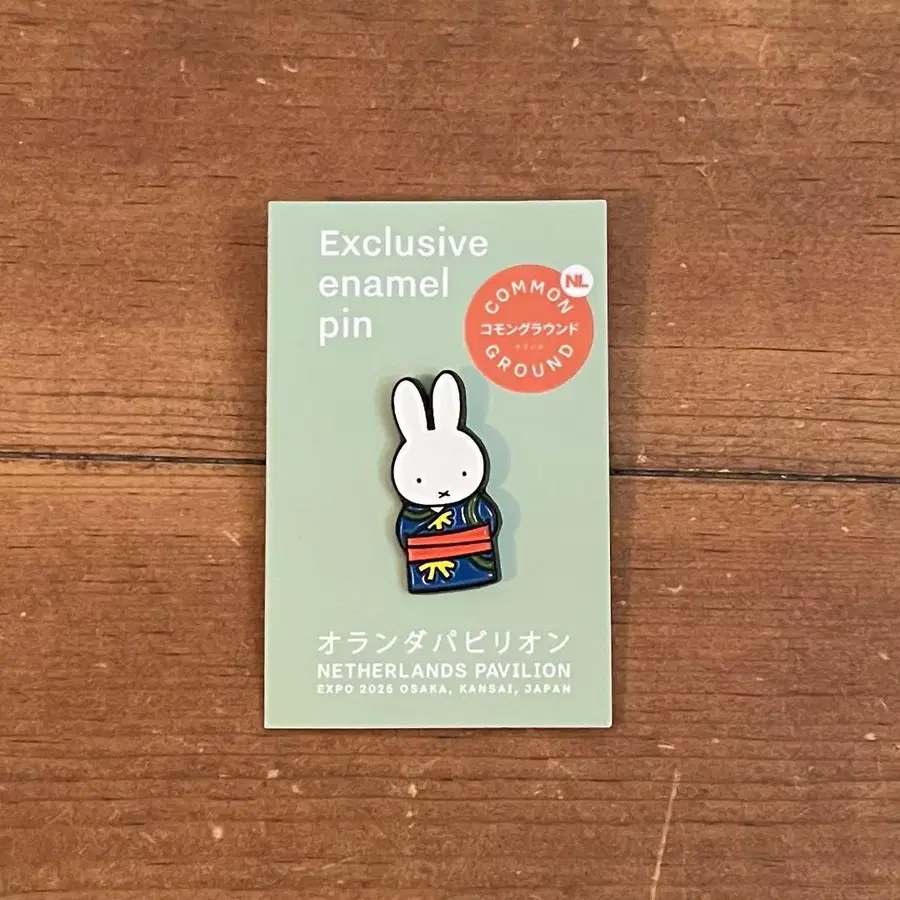 Exclusive
enamel
pin
NL
COMMON
コモングラウンド
GROUND
オランダパビリオン
NETHERLANDS PAVILION
EXPO 2025 OSAKA, KANSAI, JAPAN